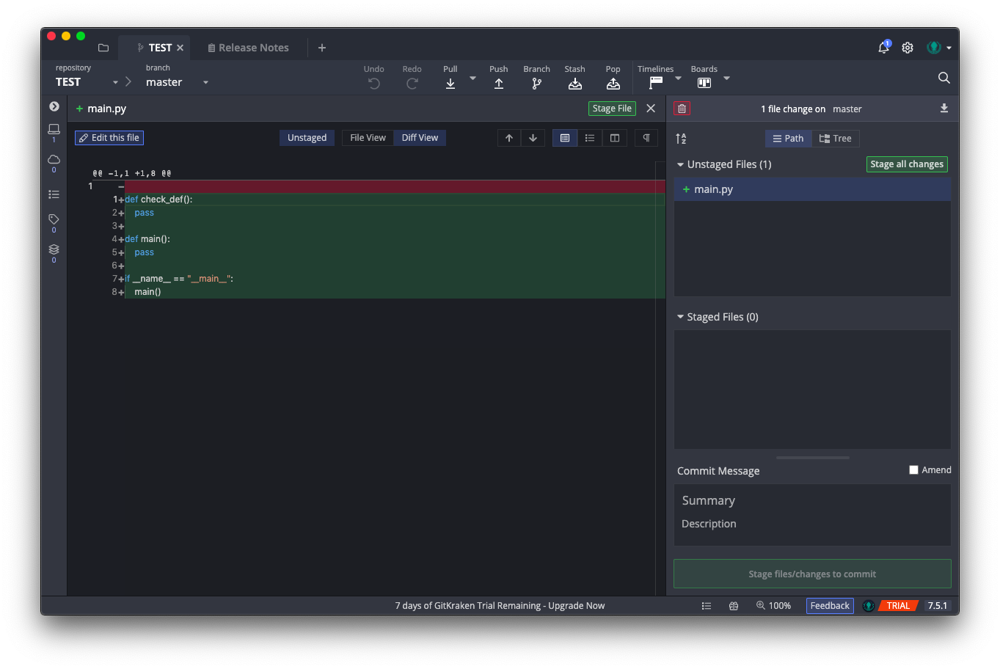 TEST
Release Notes
1
repository
TEST
branch
master
Undo
Redo
Pull
Push
Branch
Stash
Pop
Timelines
Boards
+ main.py
Stage File
1 file change on master
1
0
0
0
Edit this file
Unstaged
File View
Diff View
Path
Tree
Unstaged Files (1)
Stage all changes
+ main.py
@@ -1,1 +1,8 @@
1 −
1+def check_def():
2+ pass
3+
4+def main():
5+ pass
6+
7+if __name__ == "__main__":
8+ main()
Staged Files (0)
Commit Message
Amend
Summary
Description
Stage files/changes to commit
7 days of GitKraken Trial Remaining - Upgrade Now
100%
Feedback
TRIAL
7.5.1